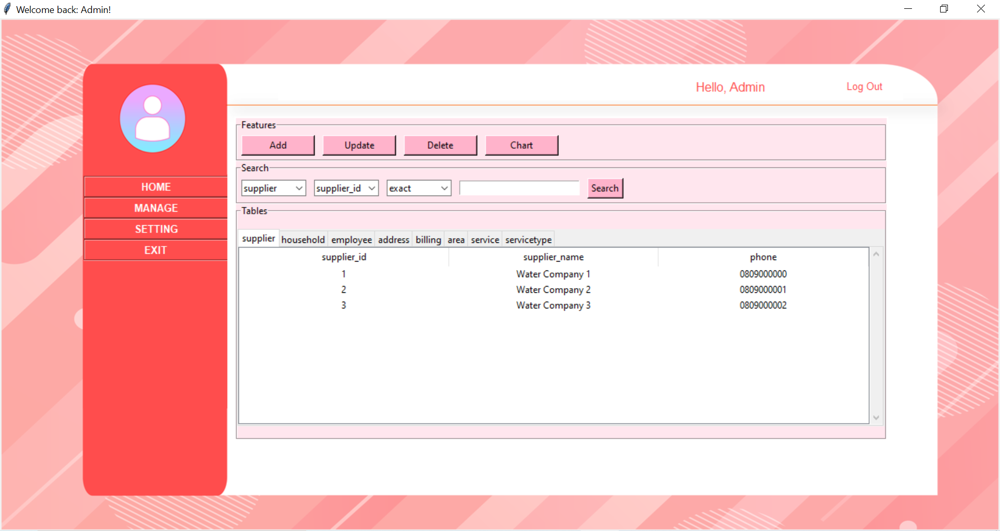 Welcome back: Admin!
Hello, Admin Log Out
HOME
MANAGE
SETTING
EXIT
Features
Add Update Delete Chart
Search
supplier supplier_id exact Search
Tables
supplier household employee address billing area service servicetype
supplier_id supplier_name phone
1 Water Company 1 0809000000
2 Water Company 2 0809000001
3 Water Company 3 0809000002